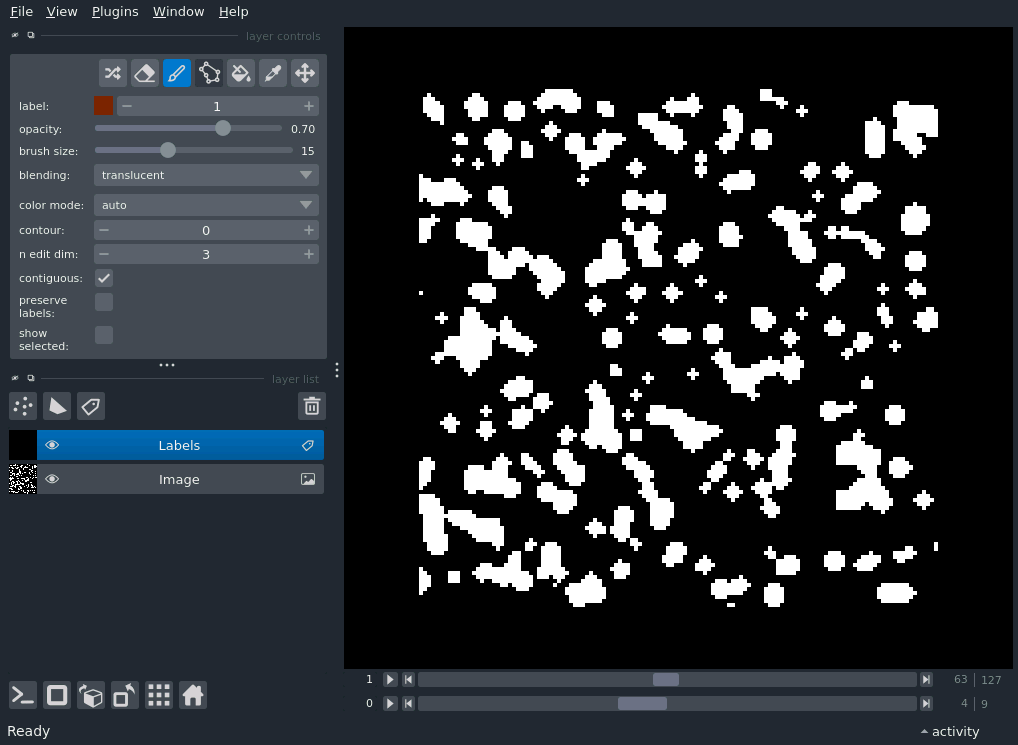 File View Plugins Window Help
layer controls
label: 1
opacity: 0.70
brush size: 15
blending: translucent
color mode: auto
contour: 0
n edit dim: 3
contiguous:
preserve
labels:
show
selected:
layer list
Labels
Image
1 63 127
0 4 9
Ready activity